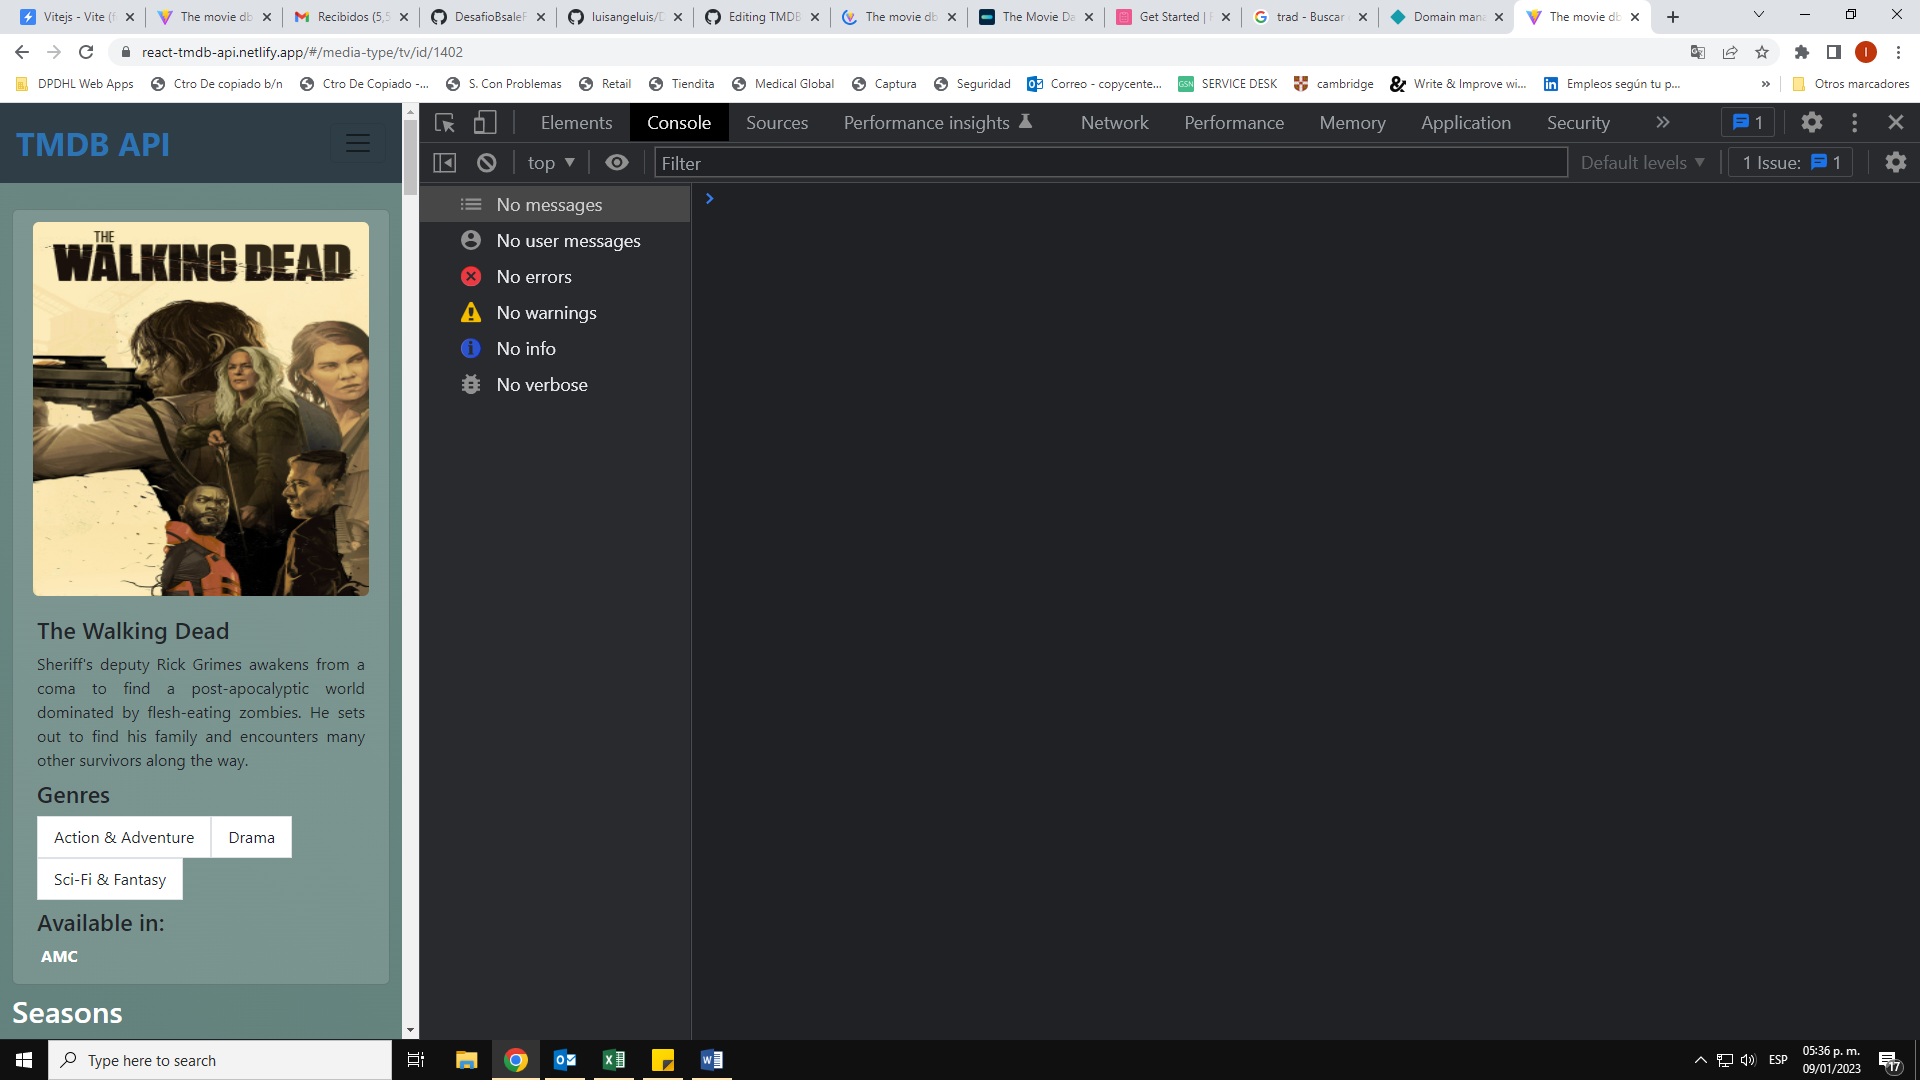 Vitejs - Vite (f
The movie db
Recibidos (5,5
DesafioBsaleF
luisangeluis/D
Editing TMDB
The movie db
The Movie Da
Get Started |
trad - Buscar
Domain mana
The movie db
react-tmdb-api.netlify.app/#/media-type/tv/id/1402
I
DPDHL Web Apps
Ctro De copiado b/n
Ctro De Copiado -...
S. Con Problemas
Retail
Tiendita
Medical Global
Captura
Seguridad
Correo - copycente...
GSN
SERVICE DESK
cambridge
Write & Improve wi...
Empleos según tu p...
»
Otros marcadores
TMDB API
Elements
Console
Sources
Performance insights
Network
Performance
Memory
Application
Security
»
1
top
Filter
Default levels
1 Issue: 1
No messages
No user messages
No errors
No warnings
No info
No verbose
THE
WALKING DEAD
The Walking Dead
Sheriff's deputy Rick Grimes awakens from a
coma to find a post-apocalyptic world
dominated by flesh-eating zombies. He sets
out to find his family and encounters many
other survivors along the way.
Genres
Action & Adventure
Drama
Sci-Fi & Fantasy
Available in:
AMC
Seasons
Type here to search
ESP
05:36 p. m.
09/01/2023
17